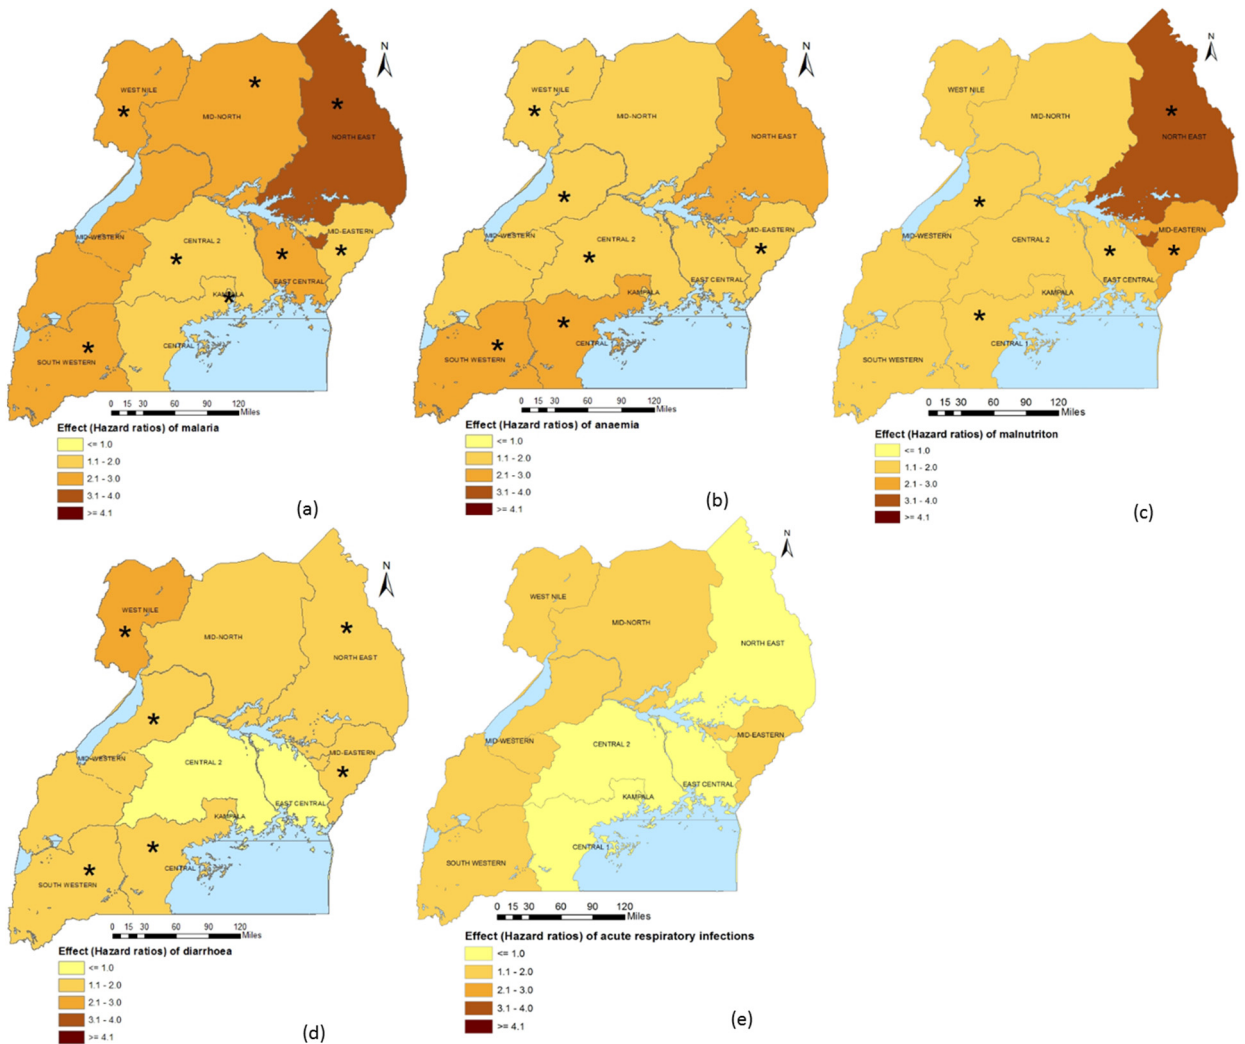 N
WEST NILE
*
*
MID-NORTH
*
NORTH EAST
MID-WESTERN
CENTRAL 2
*
*
MID-EASTERN
*
EAST CENTRAL
KAMPALA
*
SOUTH WESTERN
*
CENTRAL 1
0 15 30 60 90 120
Miles
Effect (Hazard ratios) of malaria
<= 1.0
1.1 - 2.0
2.1 - 3.0
3.1 - 4.0
>= 4.1
(a)
N
WEST NILE
*
MID-NORTH
NORTH EAST
*
MID-WESTERN
CENTRAL 2
*
MID-EASTERN
*
EAST CENTRAL
KAMPALA
*
SOUTH WESTERN
*
CENTRAL 1
0 15 30 60 90 120
Miles
Effect (Hazard ratios) of anaemia
<= 1.0
1.1 - 2.0
2.1 - 3.0
3.1 - 4.0
>= 4.1
(b)
N
WEST NILE
MID-NORTH
*
NORTH EAST
*
MID-WESTERN
CENTRAL 2
*
MID-EASTERN
*
EAST CENTRAL
KAMPALA
*
SOUTH WESTERN
CENTRAL 1
0 15 30 60 90 120
Miles
Effect (Hazard ratios) of malnutriton
<= 1.0
1.1 - 2.0
2.1 - 3.0
3.1 - 4.0
>= 4.1
(c)
N
WEST NILE
*
MID-NORTH
*
NORTH EAST
*
MID-WESTERN
CENTRAL 2
MID-EASTERN
*
EAST CENTRAL
KAMPALA
*
SOUTH WESTERN
*
CENTRAL 1
0 15 30 60 90 120
Miles
Effect (Hazard ratios) of diarrhoea
<= 1.0
1.1 - 2.0
2.1 - 3.0
3.1 - 4.0
>= 4.1
(d)
N
WEST NILE
MID-NORTH
NORTH EAST
MID-WESTERN
CENTRAL 2
MID-EASTERN
EAST CENTRAL
KAMPALA
CENTRAL 1
SOUTH WESTERN
0 15 30 60 90 120
Miles
Effect (Hazard ratios) of acute respiratory infections
<= 1.0
1.1 - 2.0
2.1 - 3.0
3.1 - 4.0
>= 4.1
(e)